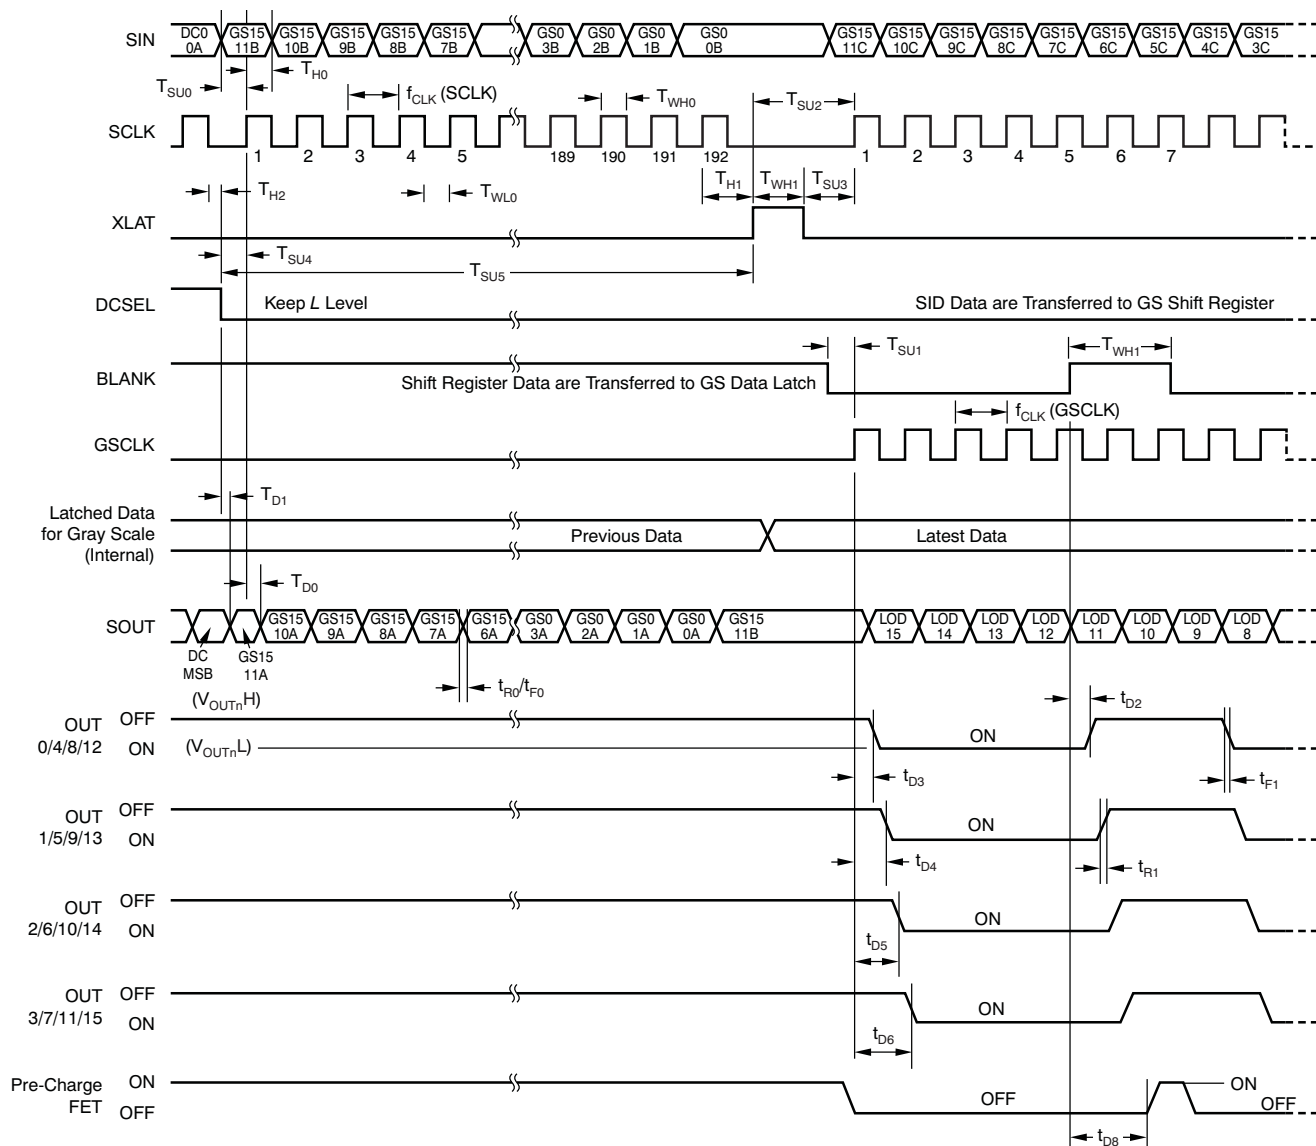 SIN
DC0 0A
GS15 11B
GS15 10B
GS15 9B
GS15 8B
GS15 7B
GS0 3B
GS0 2B
GS0 1B
GS0 0B
GS15 11C
GS15 10C
GS15 9C
GS15 8C
GS15 7C
GS15 6C
GS15 5C
GS15 4C
GS15 3C
TH0
TSU0
fCLK (SCLK)
TWH0
TSU2
SCLK
1 2 3 4 5 189 190 191 192 1 2 3 4 5 6 7
TH2
TWL0
TH1
TWH1
TSU3
XLAT
TSU4
TSU5
DCSEL
Keep L Level
SID Data are Transferred to GS Shift Register
BLANK
TSU1
TWH1
Shift Register Data are Transferred to GS Data Latch
fCLK (GSCLK)
GSCLK
TD1
Latched Data
for Gray Scale
(Internal)
Previous Data
Latest Data
TD0
SOUT
GS15 10A
GS15 9A
GS15 8A
GS15 7A
GS15 6A
GS0 3A
GS0 2A
GS0 1A
GS0 0A
GS15 11B
LOD 15
LOD 14
LOD 13
LOD 12
LOD 11
LOD 10
LOD 9
LOD 8
DC MSB
GS15 11A
tR0/tF0
(VOUTnH)
tD2
OUT
0/4/8/12
OFF
ON
(VOUTnL)
ON
tD3
tF1
OUT
1/5/9/13
OFF
ON
ON
tD4
tR1
OUT
2/6/10/14
OFF
ON
ON
tD5
OUT
3/7/11/15
OFF
ON
ON
tD6
Pre-Charge
FET
ON
OFF
OFF
ON
OFF
tD8